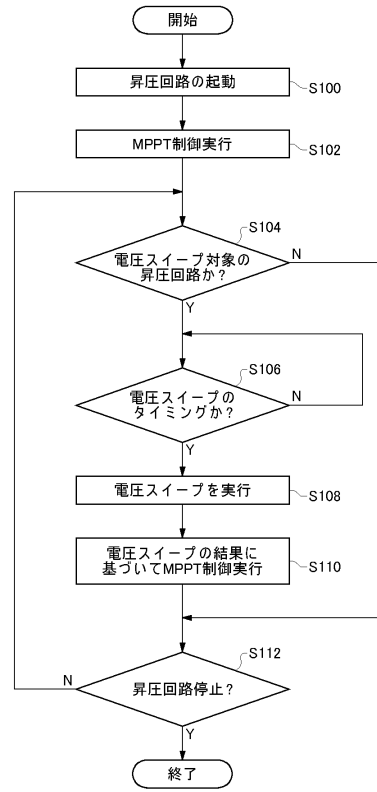 開始
昇圧回路の起動
S100
MPPT制御実行
S102
S104
電圧スイープ対象の
昇圧回路か？
N
Y
S106
電圧スイープの
タイミングか？
N
Y
電圧スイープを実行
S108
電圧スイープの結果に
基づいてMPPT制御実行
S110
S112
昇圧回路停止？
N
Y
終了